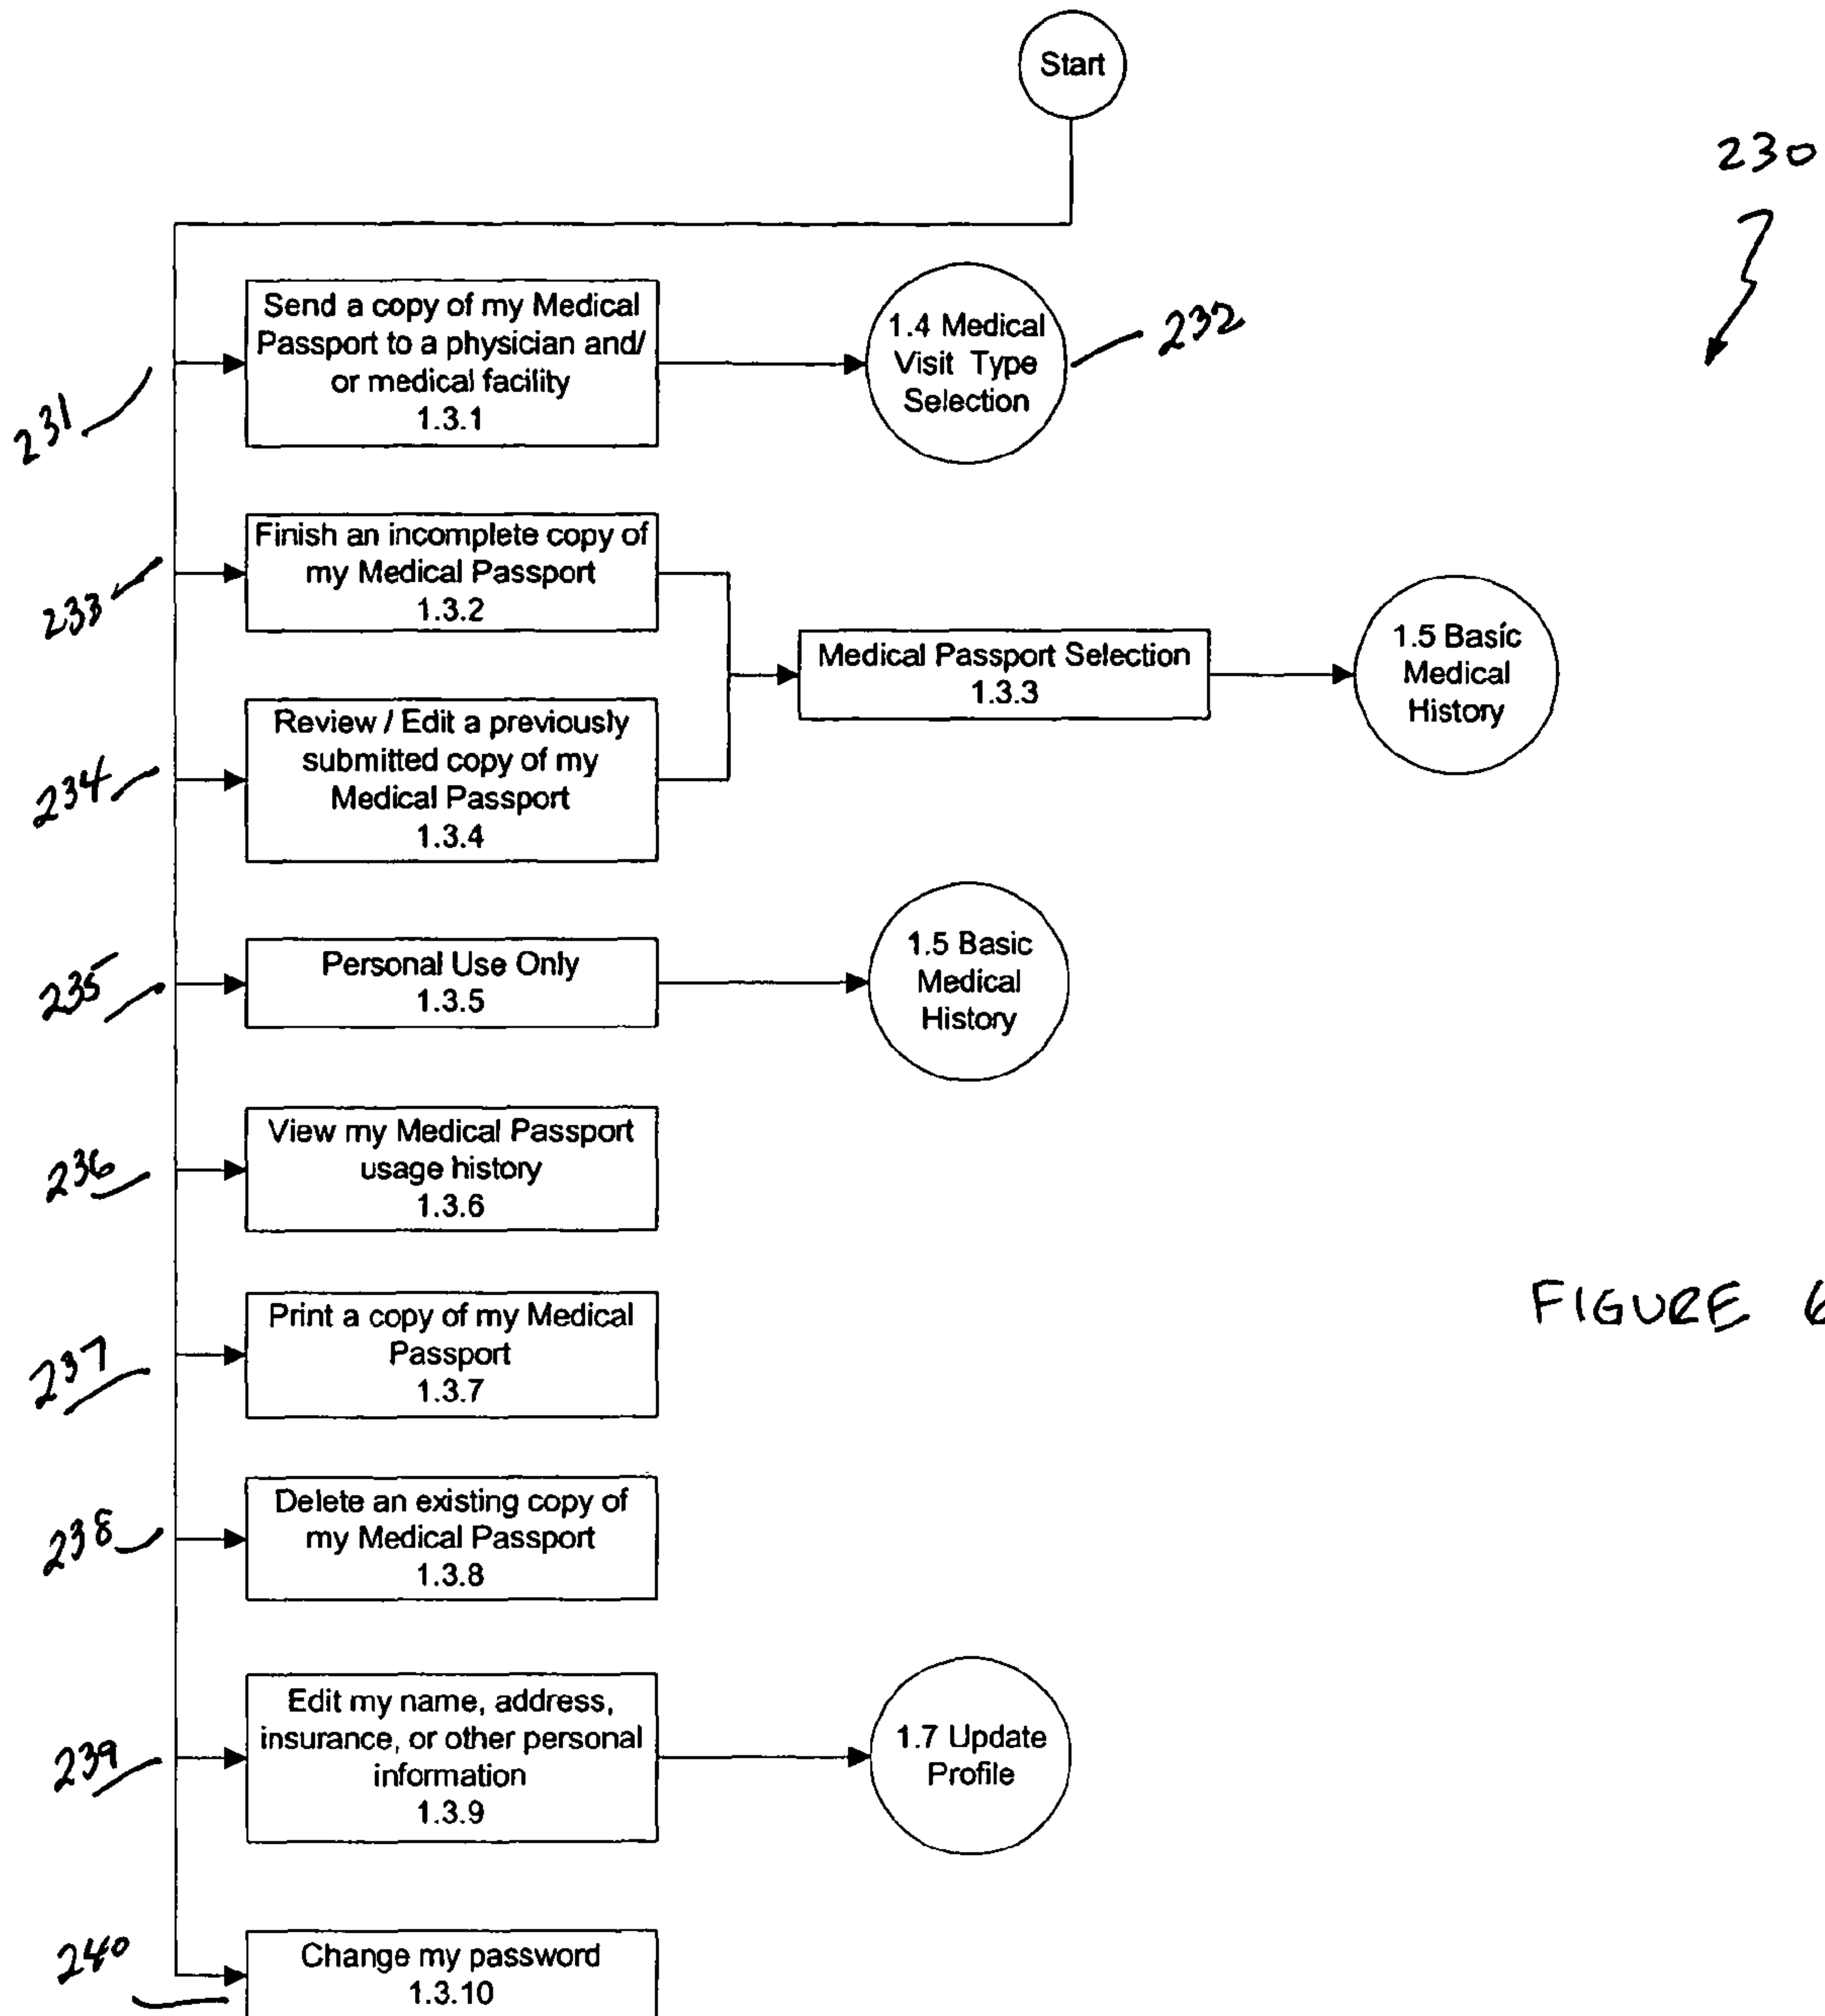 Start
230
Send a copy of my Medical
Passport to a physician and/
or medical facility
1.3.1
1.4 Medical
Visit Type
Selection
232
231
Finish an incomplete copy of
my Medical Passport
1.3.2
233
Medical Passport Selection
1.3.3
1.5 Basic
Medical
History
Review / Edit a previously
submitted copy of my
Medical Passport
1.3.4
234
Personal Use Only
1.3.5
1.5 Basic
Medical
History
235
View my Medical Passport
usage history
1.3.6
236
FIGURE 6
Print a copy of my Medical
Passport
1.3.7
237
Delete an existing copy of
my Medical Passport
1.3.8
238
Edit my name, address,
insurance, or other personal
information
1.3.9
1.7 Update
Profile
239
Change my password
1.3.10
240